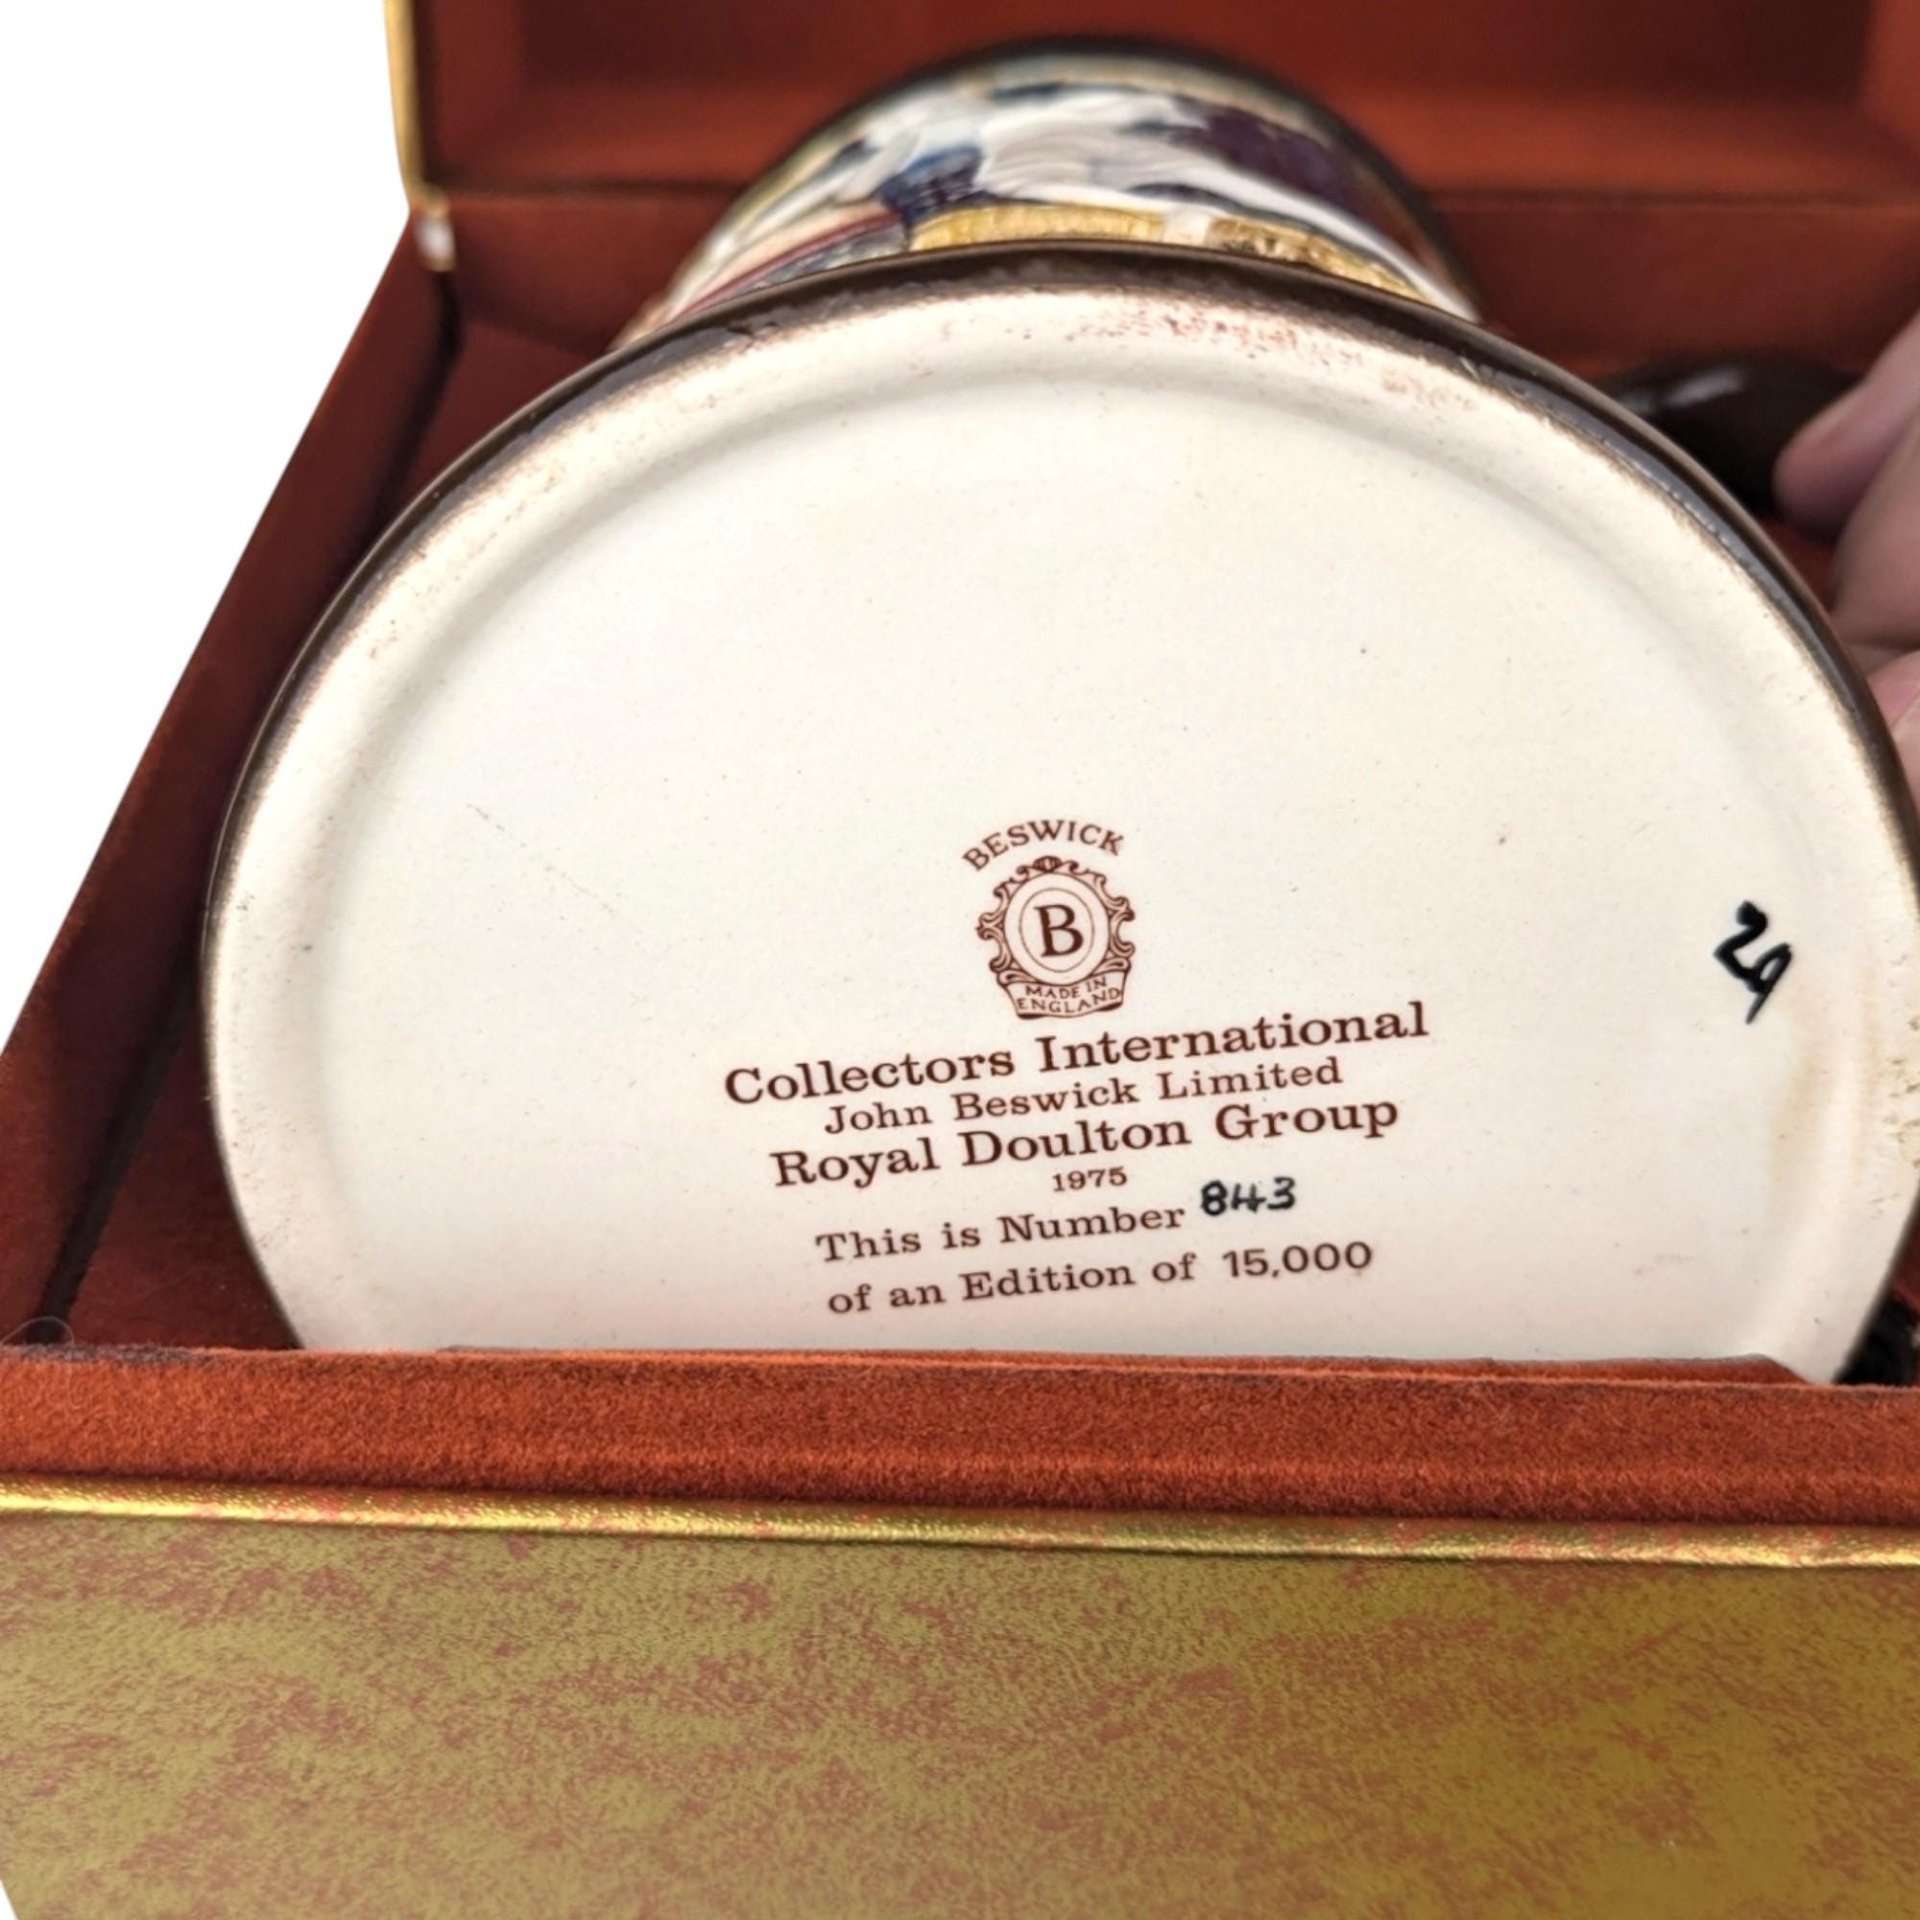 BESWICK
B
MADE IN
ENGLAND
Collectors International
John Beswick Limited
Royal Doulton Group
1975
This is Number 843
of an Edition of 15,000
29